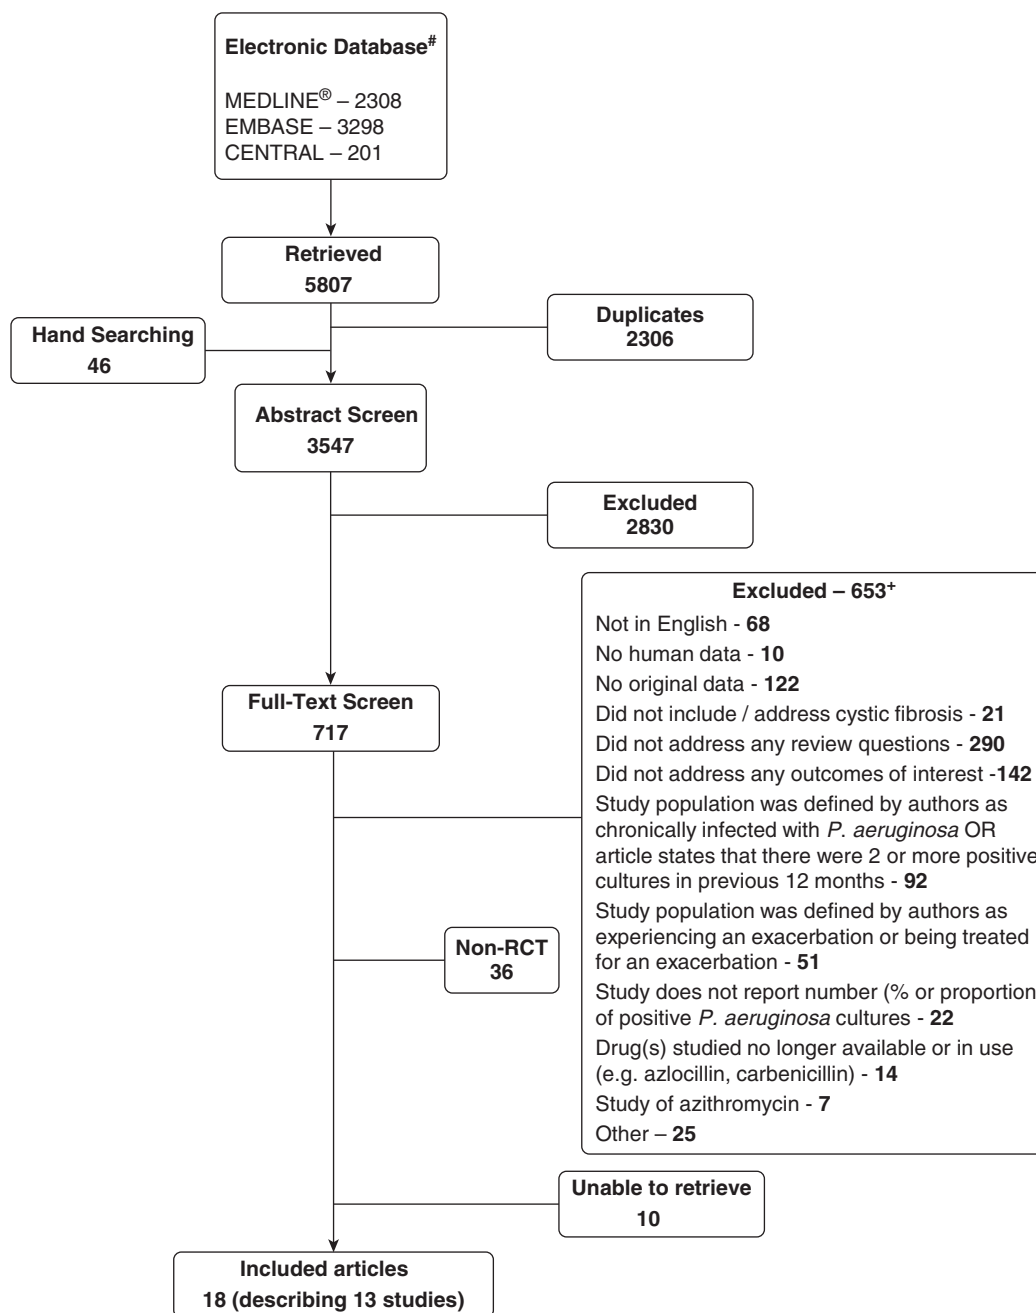 Electronic Database#
MEDLINE® – 2308
EMBASE – 3298
CENTRAL – 201
Retrieved
5807
Duplicates
2306
Hand Searching
46
Abstract Screen
3547
Excluded
2830
Full-Text Screen
717
Excluded – 653+
Not in English - 68
No human data - 10
No original data - 122
Did not include / address cystic fibrosis - 21
Did not address any review questions - 290
Did not address any outcomes of interest -142
Study population was defined by authors as
chronically infected with P. aeruginosa OR
article states that there were 2 or more positive
cultures in previous 12 months - 92
Study population was defined by authors as
experiencing an exacerbation or being treated
for an exacerbation - 51
Study does not report number (% or proportion
of positive P. aeruginosa cultures - 22
Drug(s) studied no longer available or in use
(e.g. azlocillin, carbenicillin) - 14
Study of azithromycin - 7
Other – 25
Non-RCT
36
Unable to retrieve
10
Included articles
18 (describing 13 studies)